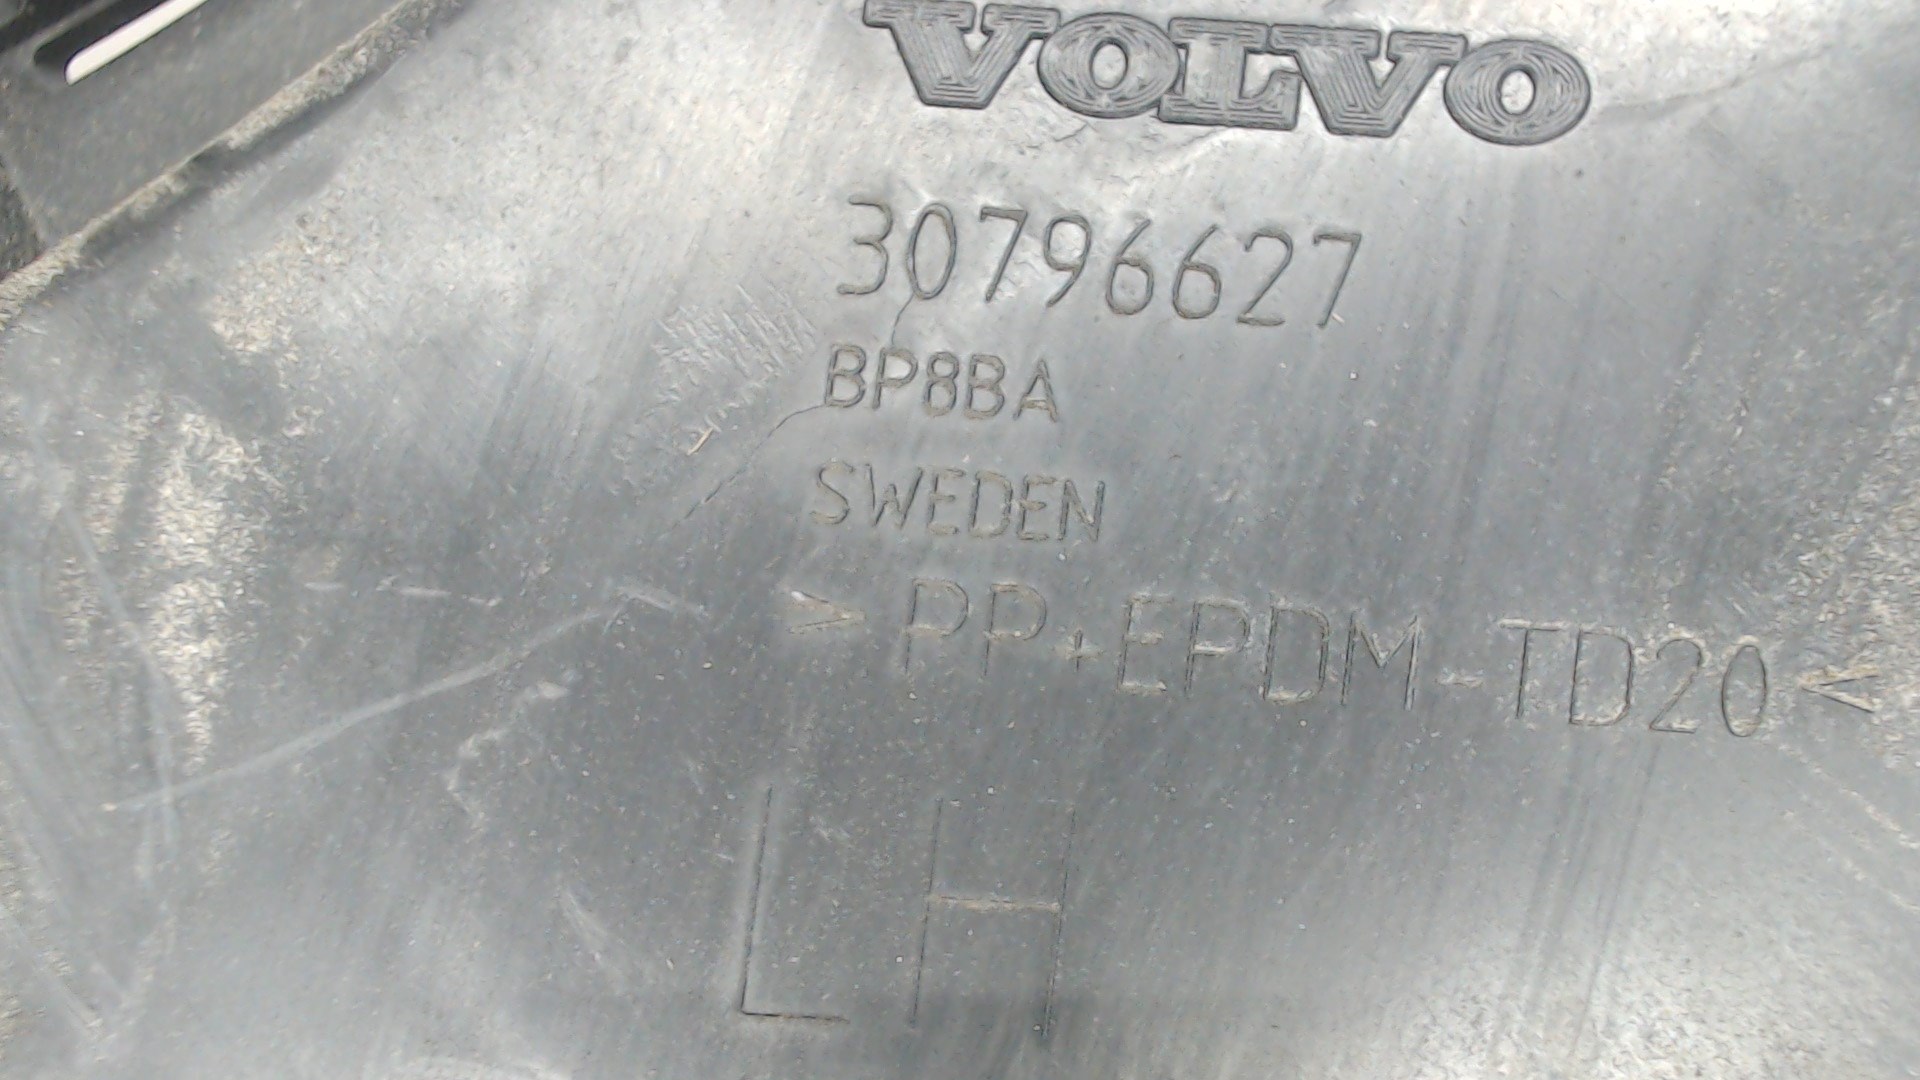 VOLVO
30796627
BP8BA
SWEDEN
> PP+EPDM-TD20 <
LH